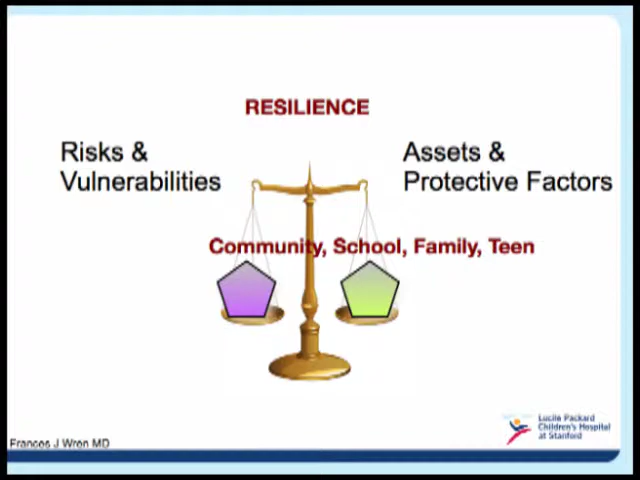 RESILIENCE
Risks &
Vulnerabilities
Assets &
Protective Factors
Community, School, Family, Teen
Frances J Wren MD
Lucile Packard
Children's Hospital
at Stanford